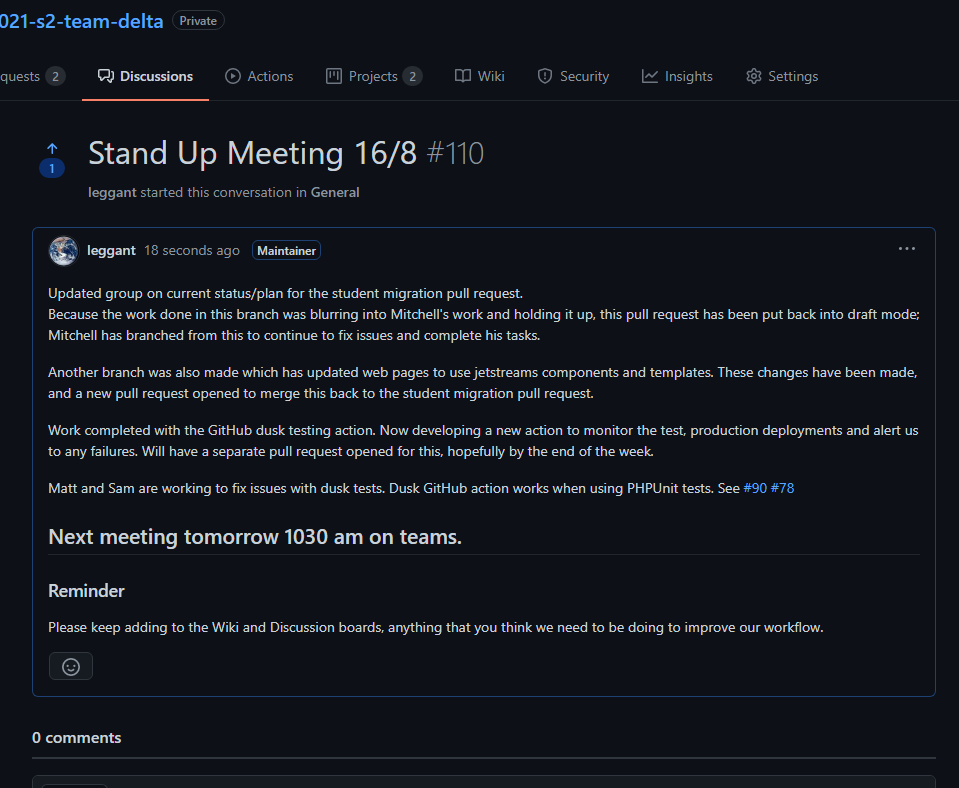 021-s2-team-delta Private
quests 2 Discussions Actions Projects 2 Wiki Security Insights Settings
Stand Up Meeting 16/8 #110
1
leggant started this conversation in General
leggant 18 seconds ago Maintainer
Updated group on current status/plan for the student migration pull request.
Because the work done in this branch was blurring into Mitchell's work and holding it up, this pull request has been put back into draft mode;
Mitchell has branched from this to continue to fix issues and complete his tasks.
Another branch was also made which has updated web pages to use jetstreams components and templates. These changes have been made,
and a new pull request opened to merge this back to the student migration pull request.
Work completed with the GitHub dusk testing action. Now developing a new action to monitor the test, production deployments and alert us
to any failures. Will have a separate pull request opened for this, hopefully by the end of the week.
Matt and Sam are working to fix issues with dusk tests. Dusk GitHub action works when using PHPUnit tests. See #90 #78
Next meeting tomorrow 1030 am on teams.
Reminder
Please keep adding to the Wiki and Discussion boards, anything that you think we need to be doing to improve our workflow.
0 comments